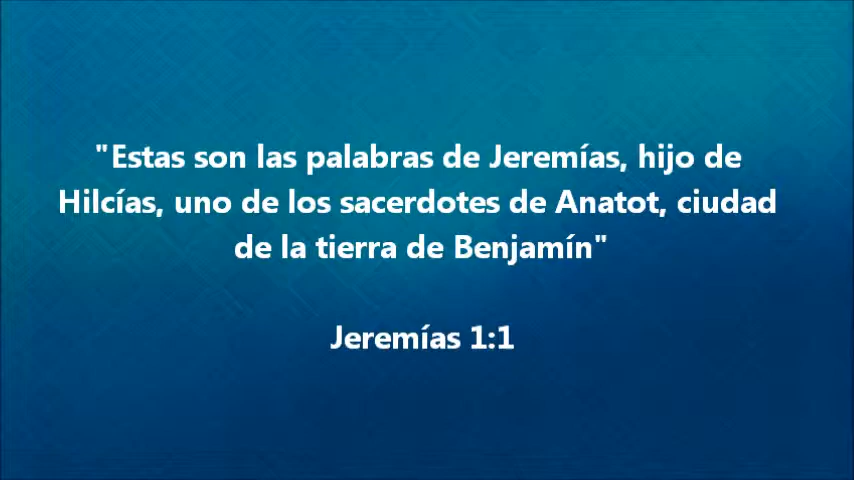 "Estas son las palabras de Jeremías, hijo de
Hilcías, uno de los sacerdotes de Anatot, ciudad
de la tierra de Benjamín"
Jeremías 1:1